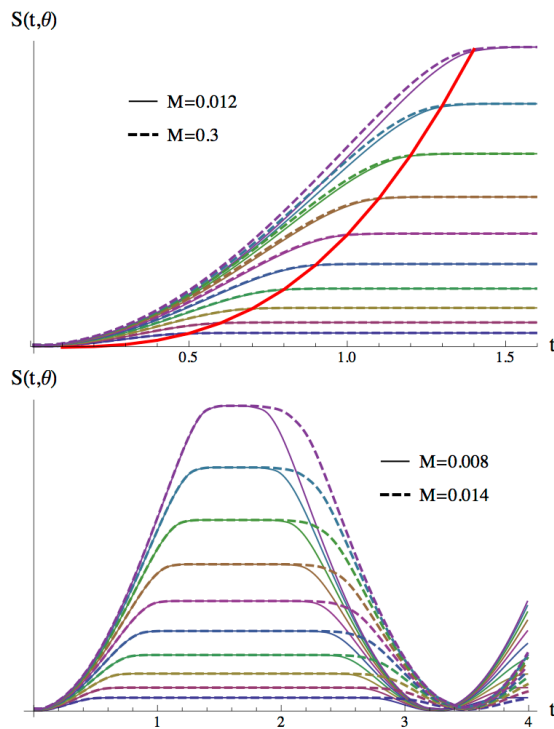 S(t,θ)
M=0.012
M=0.3
0.5 1.0 1.5 t
S(t,θ)
M=0.008
M=0.014
1 2 3 4 t